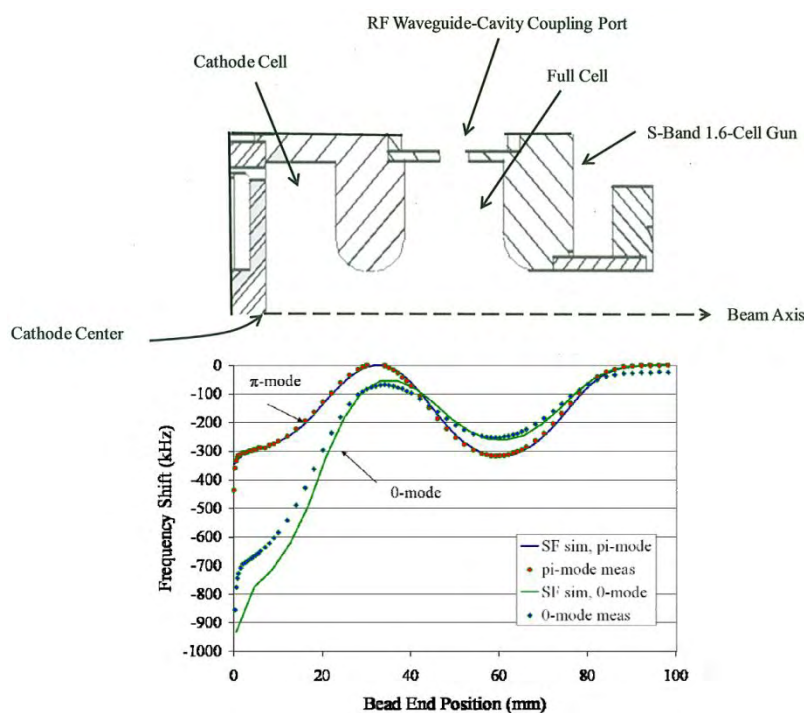 RF Waveguide-Cavity Coupling Port
Cathode Cell
Full Cell
S-Band 1.6-Cell Gun
Cathode Center
Beam Axis
0
-100
-200
-300
-400
-500
-600
-700
-800
-900
-1000
Frequency Shift (kHz)
π-mode
0-mode
SF sim, pi-mode
pi-mode meas
SF sim, 0-mode
0-mode meas
0 20 40 60 80 100
Bead End Position (mm)